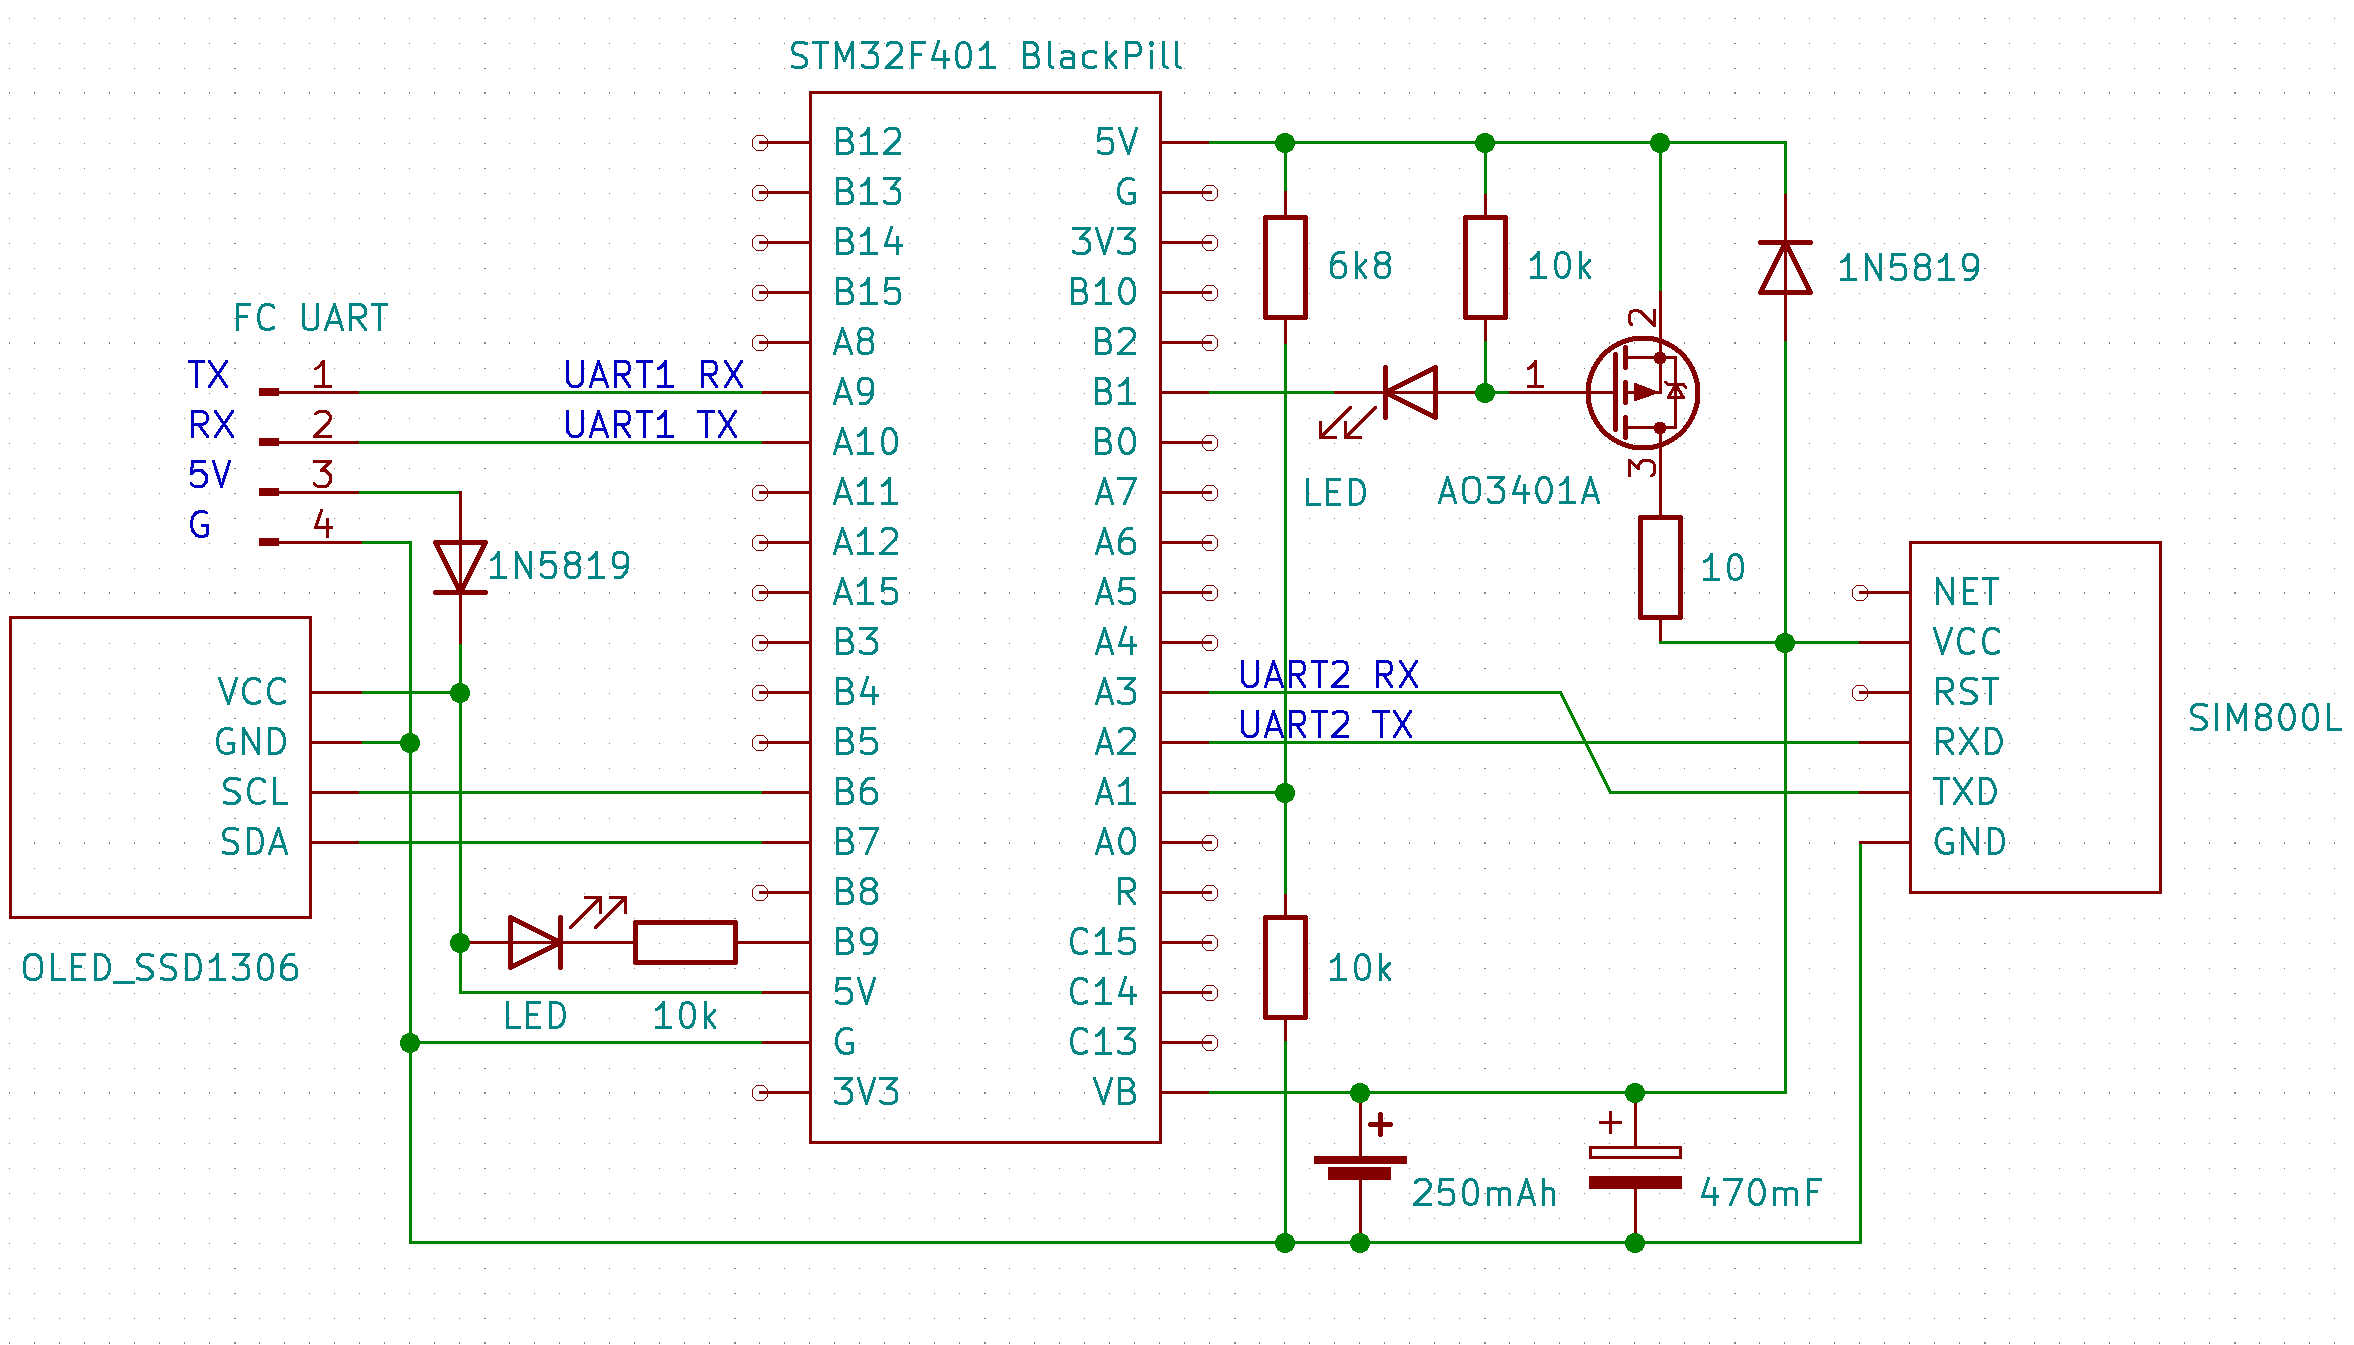 STM32F401 BlackPill
B12
B13
B14
B15
A8
A9
A10
A11
A12
A15
B3
B4
B5
B6
B7
B8
B9
5V
G
3V3
5V
G
3V3
B10
B2
B1
B0
A7
A6
A5
A4
A3
A2
A1
A0
R
C15
C14
C13
VB
FC UART
TX 1 UART1 RX
RX 2 UART1 TX
5V 3
G 4
1N5819
VCC
GND
SCL
SDA
OLED_SSD1306
LED 10k
6k8
10k
1N5819
2
1
3
LED
AO3401A
10
UART2 RX
UART2 TX
10k
+
250mAh
+
470mF
NET
VCC
RST
RXD
TXD
GND
SIM800L